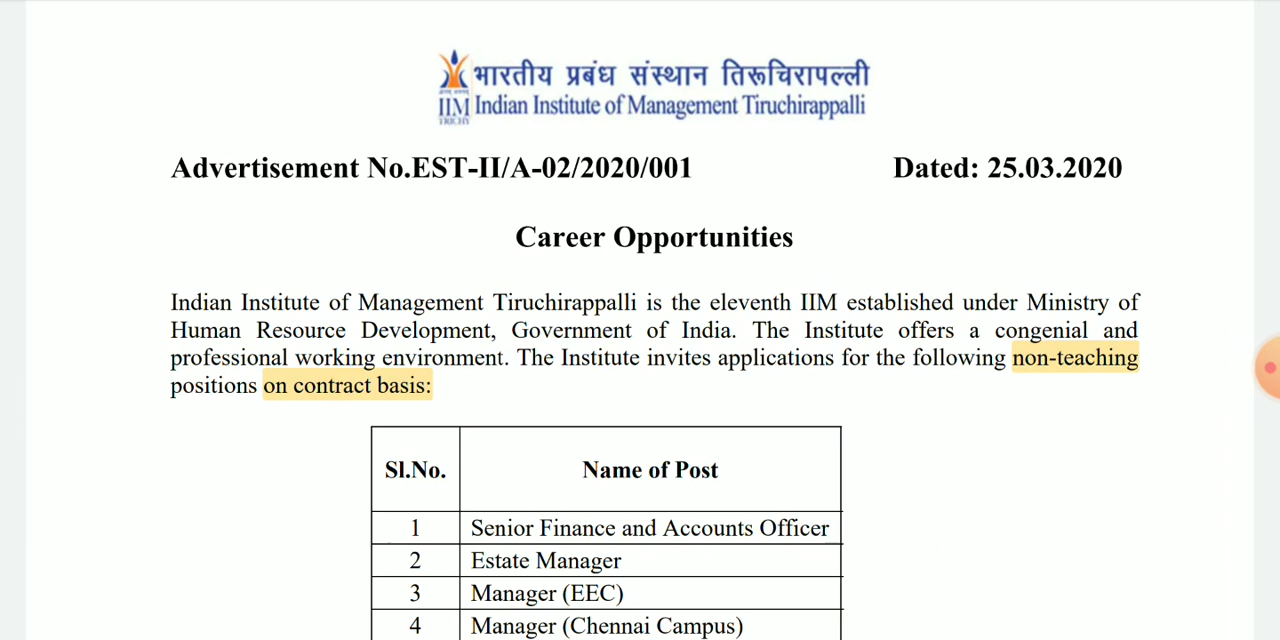 भारतीय प्रबंध संस्थान तिरूचिरापल्ली
IIM Indian Institute of Management Tiruchirappalli
TRICHY
Advertisement No.EST-II/A-02/2020/001 Dated: 25.03.2020
Career Opportunities
Indian Institute of Management Tiruchirappalli is the eleventh IIM established under Ministry of
Human Resource Development, Government of India. The Institute offers a congenial and
professional working environment. The Institute invites applications for the following non-teaching
positions on contract basis:
Sl.No. Name of Post
1 Senior Finance and Accounts Officer
2 Estate Manager
3 Manager (EEC)
4 Manager (Chennai Campus)